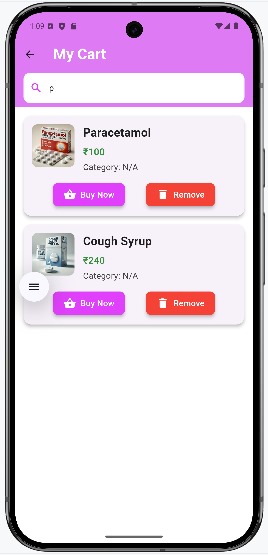 1:09
My Cart
p
Paracetamol
₹100
Category: N/A
Buy Now
Remove
Cough Syrup
₹240
Category: N/A
Buy Now
Remove